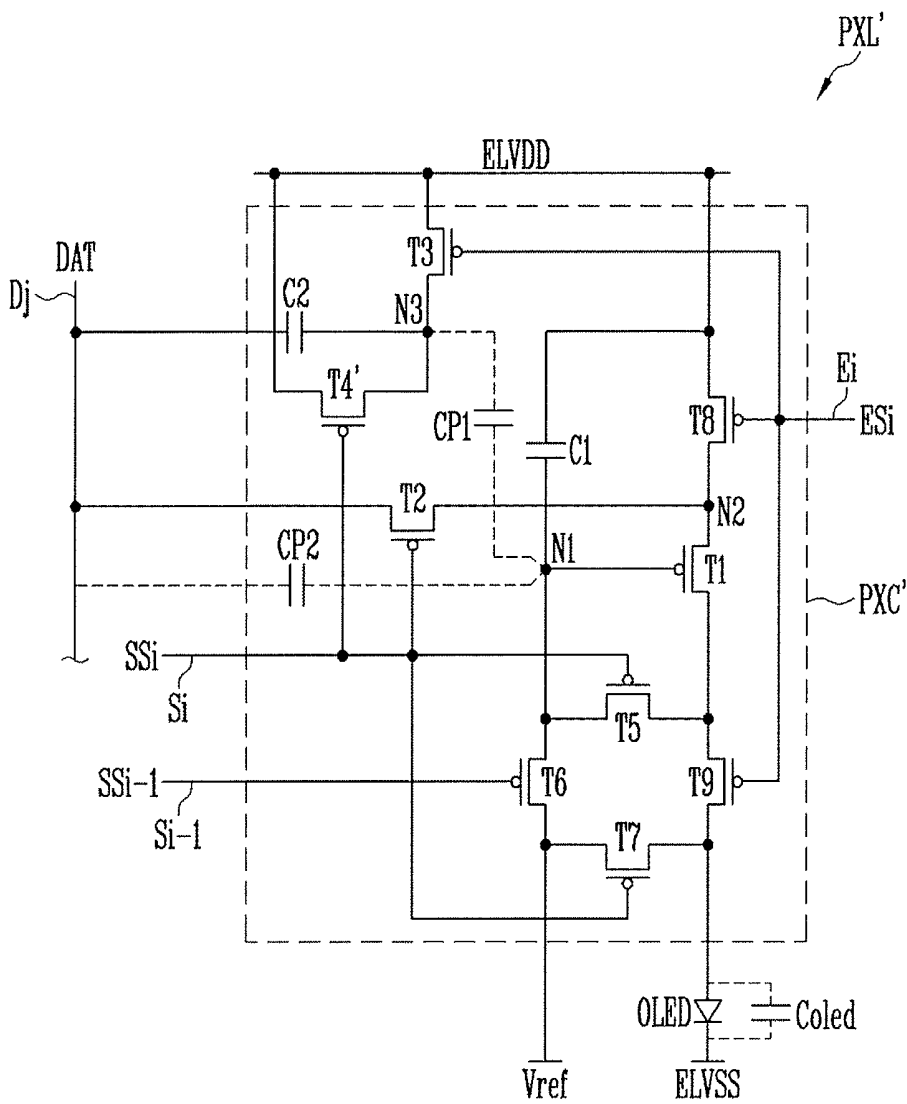 PXL'
ELVDD
DAT
Dj
T3
C2
N3
T4'
CP1
C1
T8
Ei
ESi
T2
N2
CP2
N1
T1
PXC'
SSi
Si
T5
SSi-1
Si-1
T6
T9
T7
OLED
Coled
Vref
ELVSS